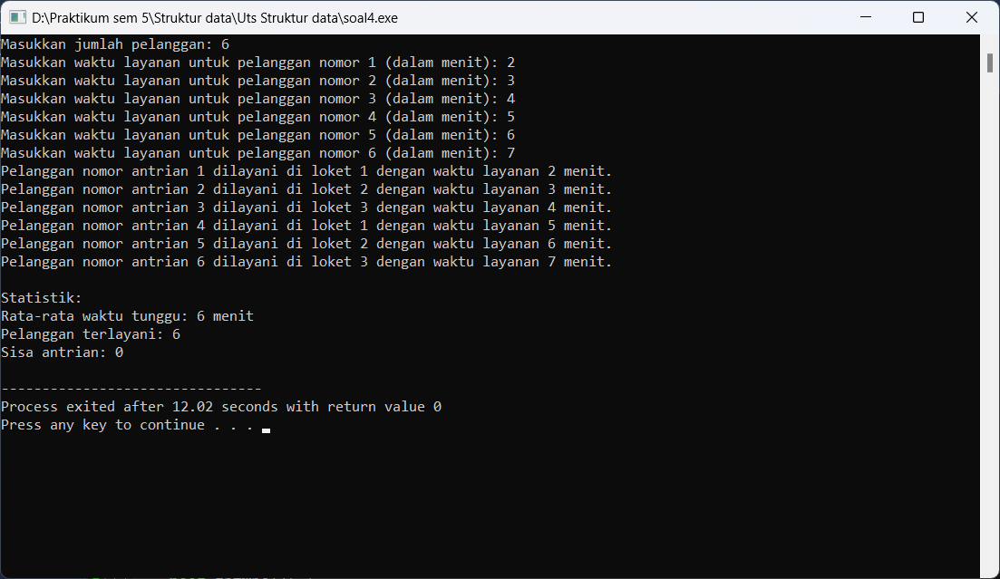 D:\Praktikum sem 5\Struktur data\Uts Struktur data\soal4.exe
Masukkan jumlah pelanggan: 6
Masukkan waktu layanan untuk pelanggan nomor 1 (dalam menit): 2
Masukkan waktu layanan untuk pelanggan nomor 2 (dalam menit): 3
Masukkan waktu layanan untuk pelanggan nomor 3 (dalam menit): 4
Masukkan waktu layanan untuk pelanggan nomor 4 (dalam menit): 5
Masukkan waktu layanan untuk pelanggan nomor 5 (dalam menit): 6
Masukkan waktu layanan untuk pelanggan nomor 6 (dalam menit): 7
Pelanggan nomor antrian 1 dilayani di loket 1 dengan waktu layanan 2 menit.
Pelanggan nomor antrian 2 dilayani di loket 2 dengan waktu layanan 3 menit.
Pelanggan nomor antrian 3 dilayani di loket 3 dengan waktu layanan 4 menit.
Pelanggan nomor antrian 4 dilayani di loket 1 dengan waktu layanan 5 menit.
Pelanggan nomor antrian 5 dilayani di loket 2 dengan waktu layanan 6 menit.
Pelanggan nomor antrian 6 dilayani di loket 3 dengan waktu layanan 7 menit.
Statistik:
Rata-rata waktu tunggu: 6 menit
Pelanggan terlayani: 6
Sisa antrian: 0
--------------------------------
Process exited after 12.02 seconds with return value 0
Press any key to continue . . .